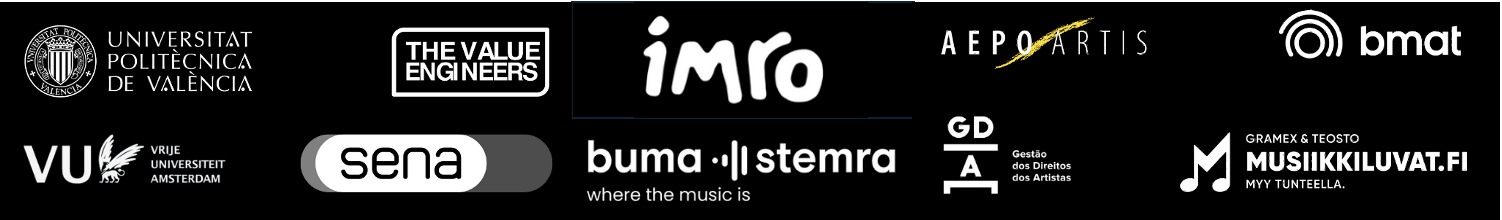 UNIVERSITAT
POLITÈCNICA
DE VALÈNCIA
THE VALUE
ENGINEERS
imro
AEPO ARTIS
bmat
VU
VRIJE
UNIVERSITEIT
AMSTERDAM
sena
buma stemra
where the music is
GD
A
Gestão
dos Direitos
dos Artistas
GRAMEX & TEOSTO
MUSIIKKILUVAT.FI
MYY TUNTEELLA.